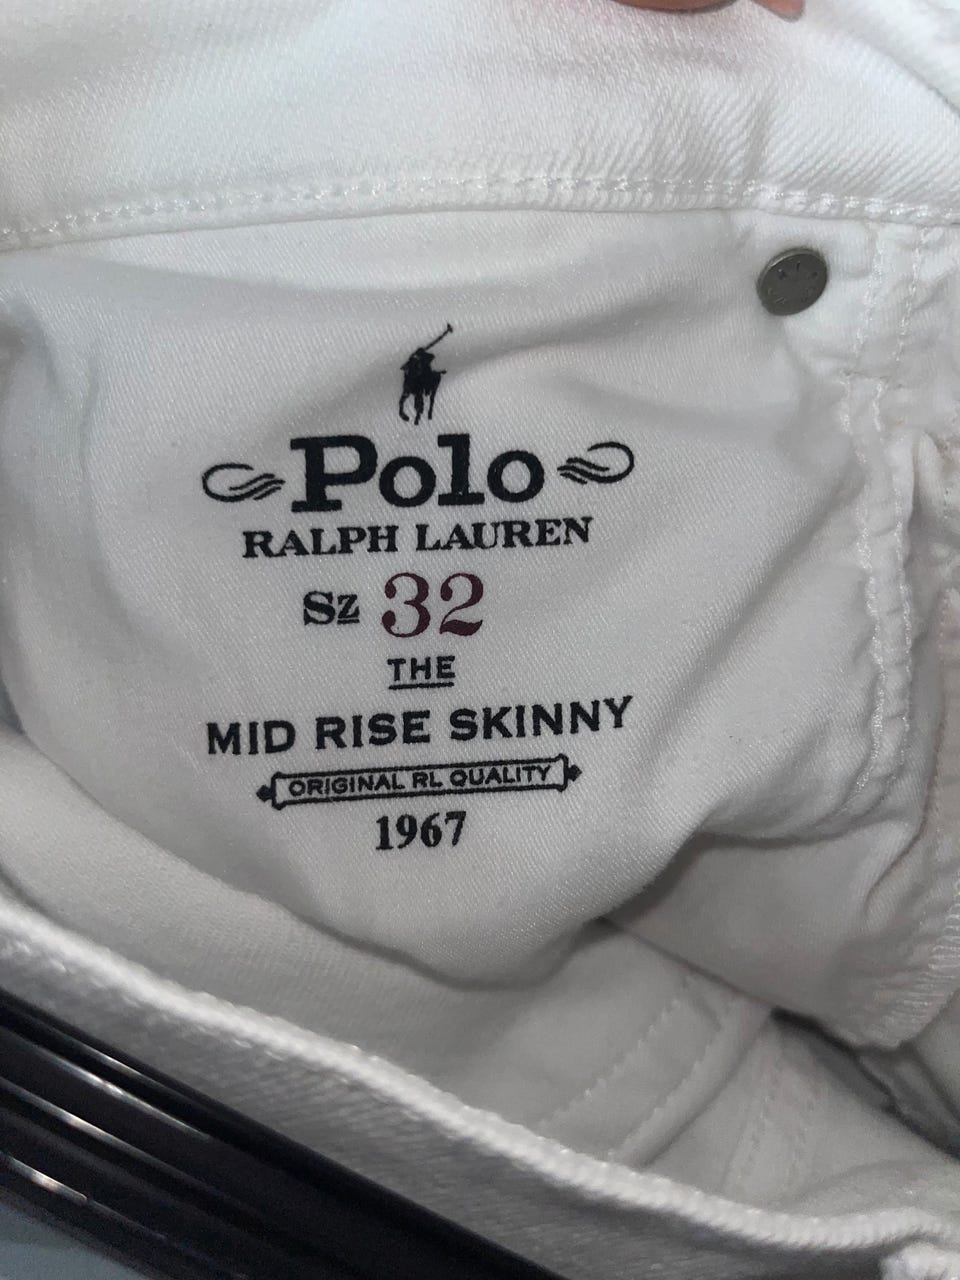 Polo
RALPH LAUREN
Sz 32
THE
MID RISE SKINNY
ORIGINAL RL QUALITY
1967